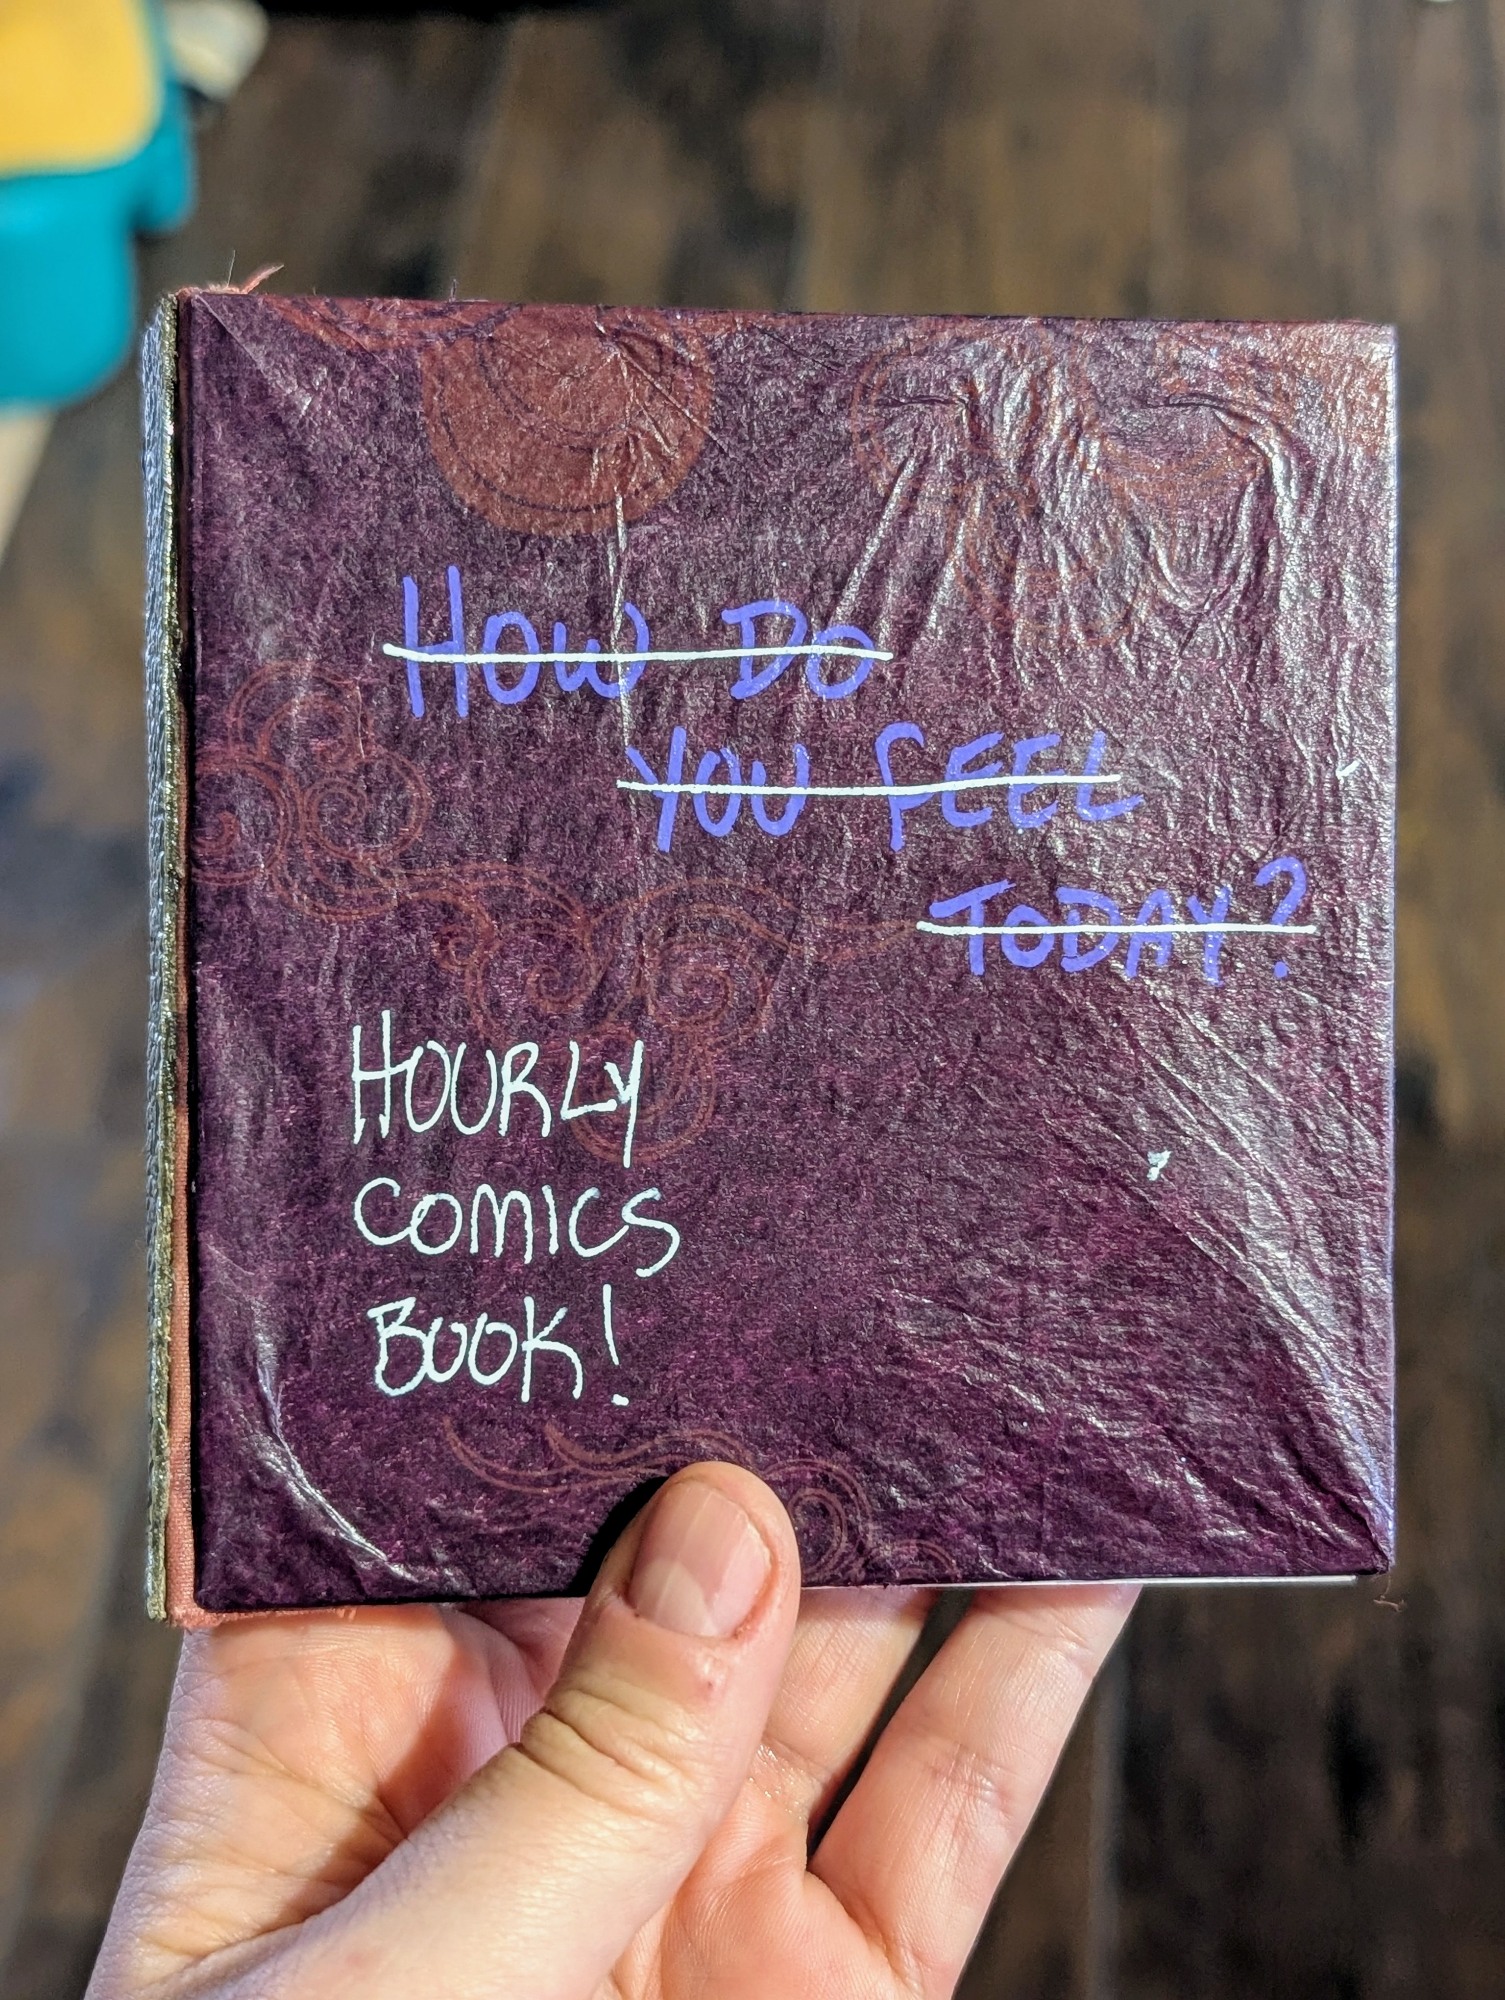 How Do
You feel
Today?
Hourly
Comics
Book!